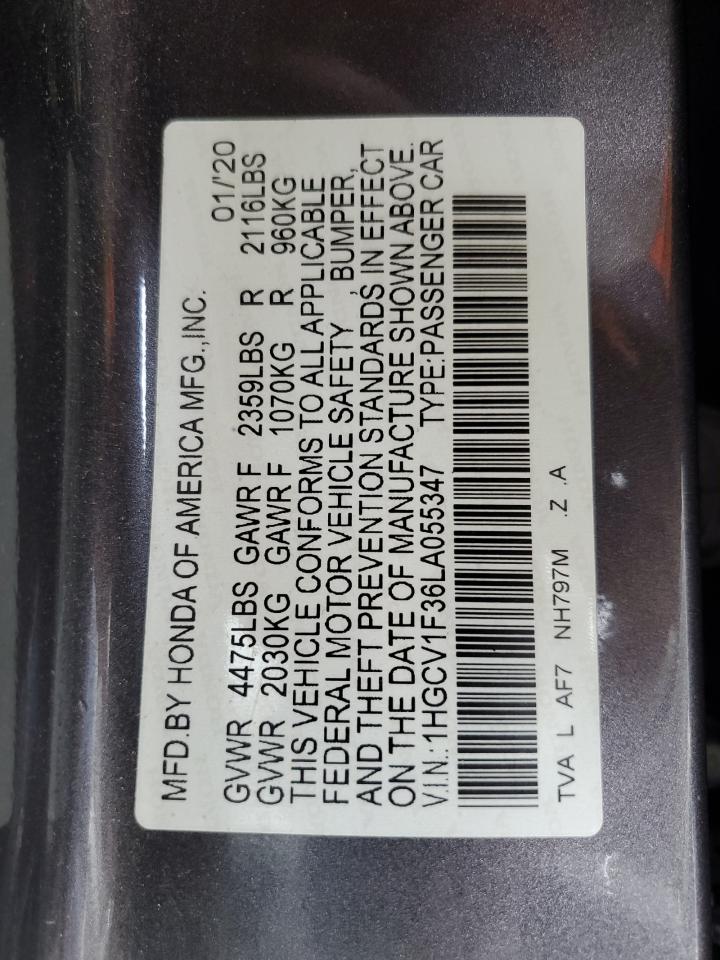 MFD.BY HONDA OF AMERICA MFG.,INC. 01/'20
GVWR 4475LBS GAWR F 2359LBS R 2116LBS
GVWR 2030KG GAWR F 1070KG R 960KG
THIS VEHICLE CONFORMS TO ALL APPLICABLE
FEDERAL MOTOR VEHICLE SAFETY , BUMPER,
AND THEFT PREVENTION STANDARDS IN EFFECT
ON THE DATE OF MANUFACTURE SHOWN ABOVE.
V.I.N.:1HGCV1F36LA055347 TYPE:PASSENGER CAR
TVA L AF7 NH797M .Z .A